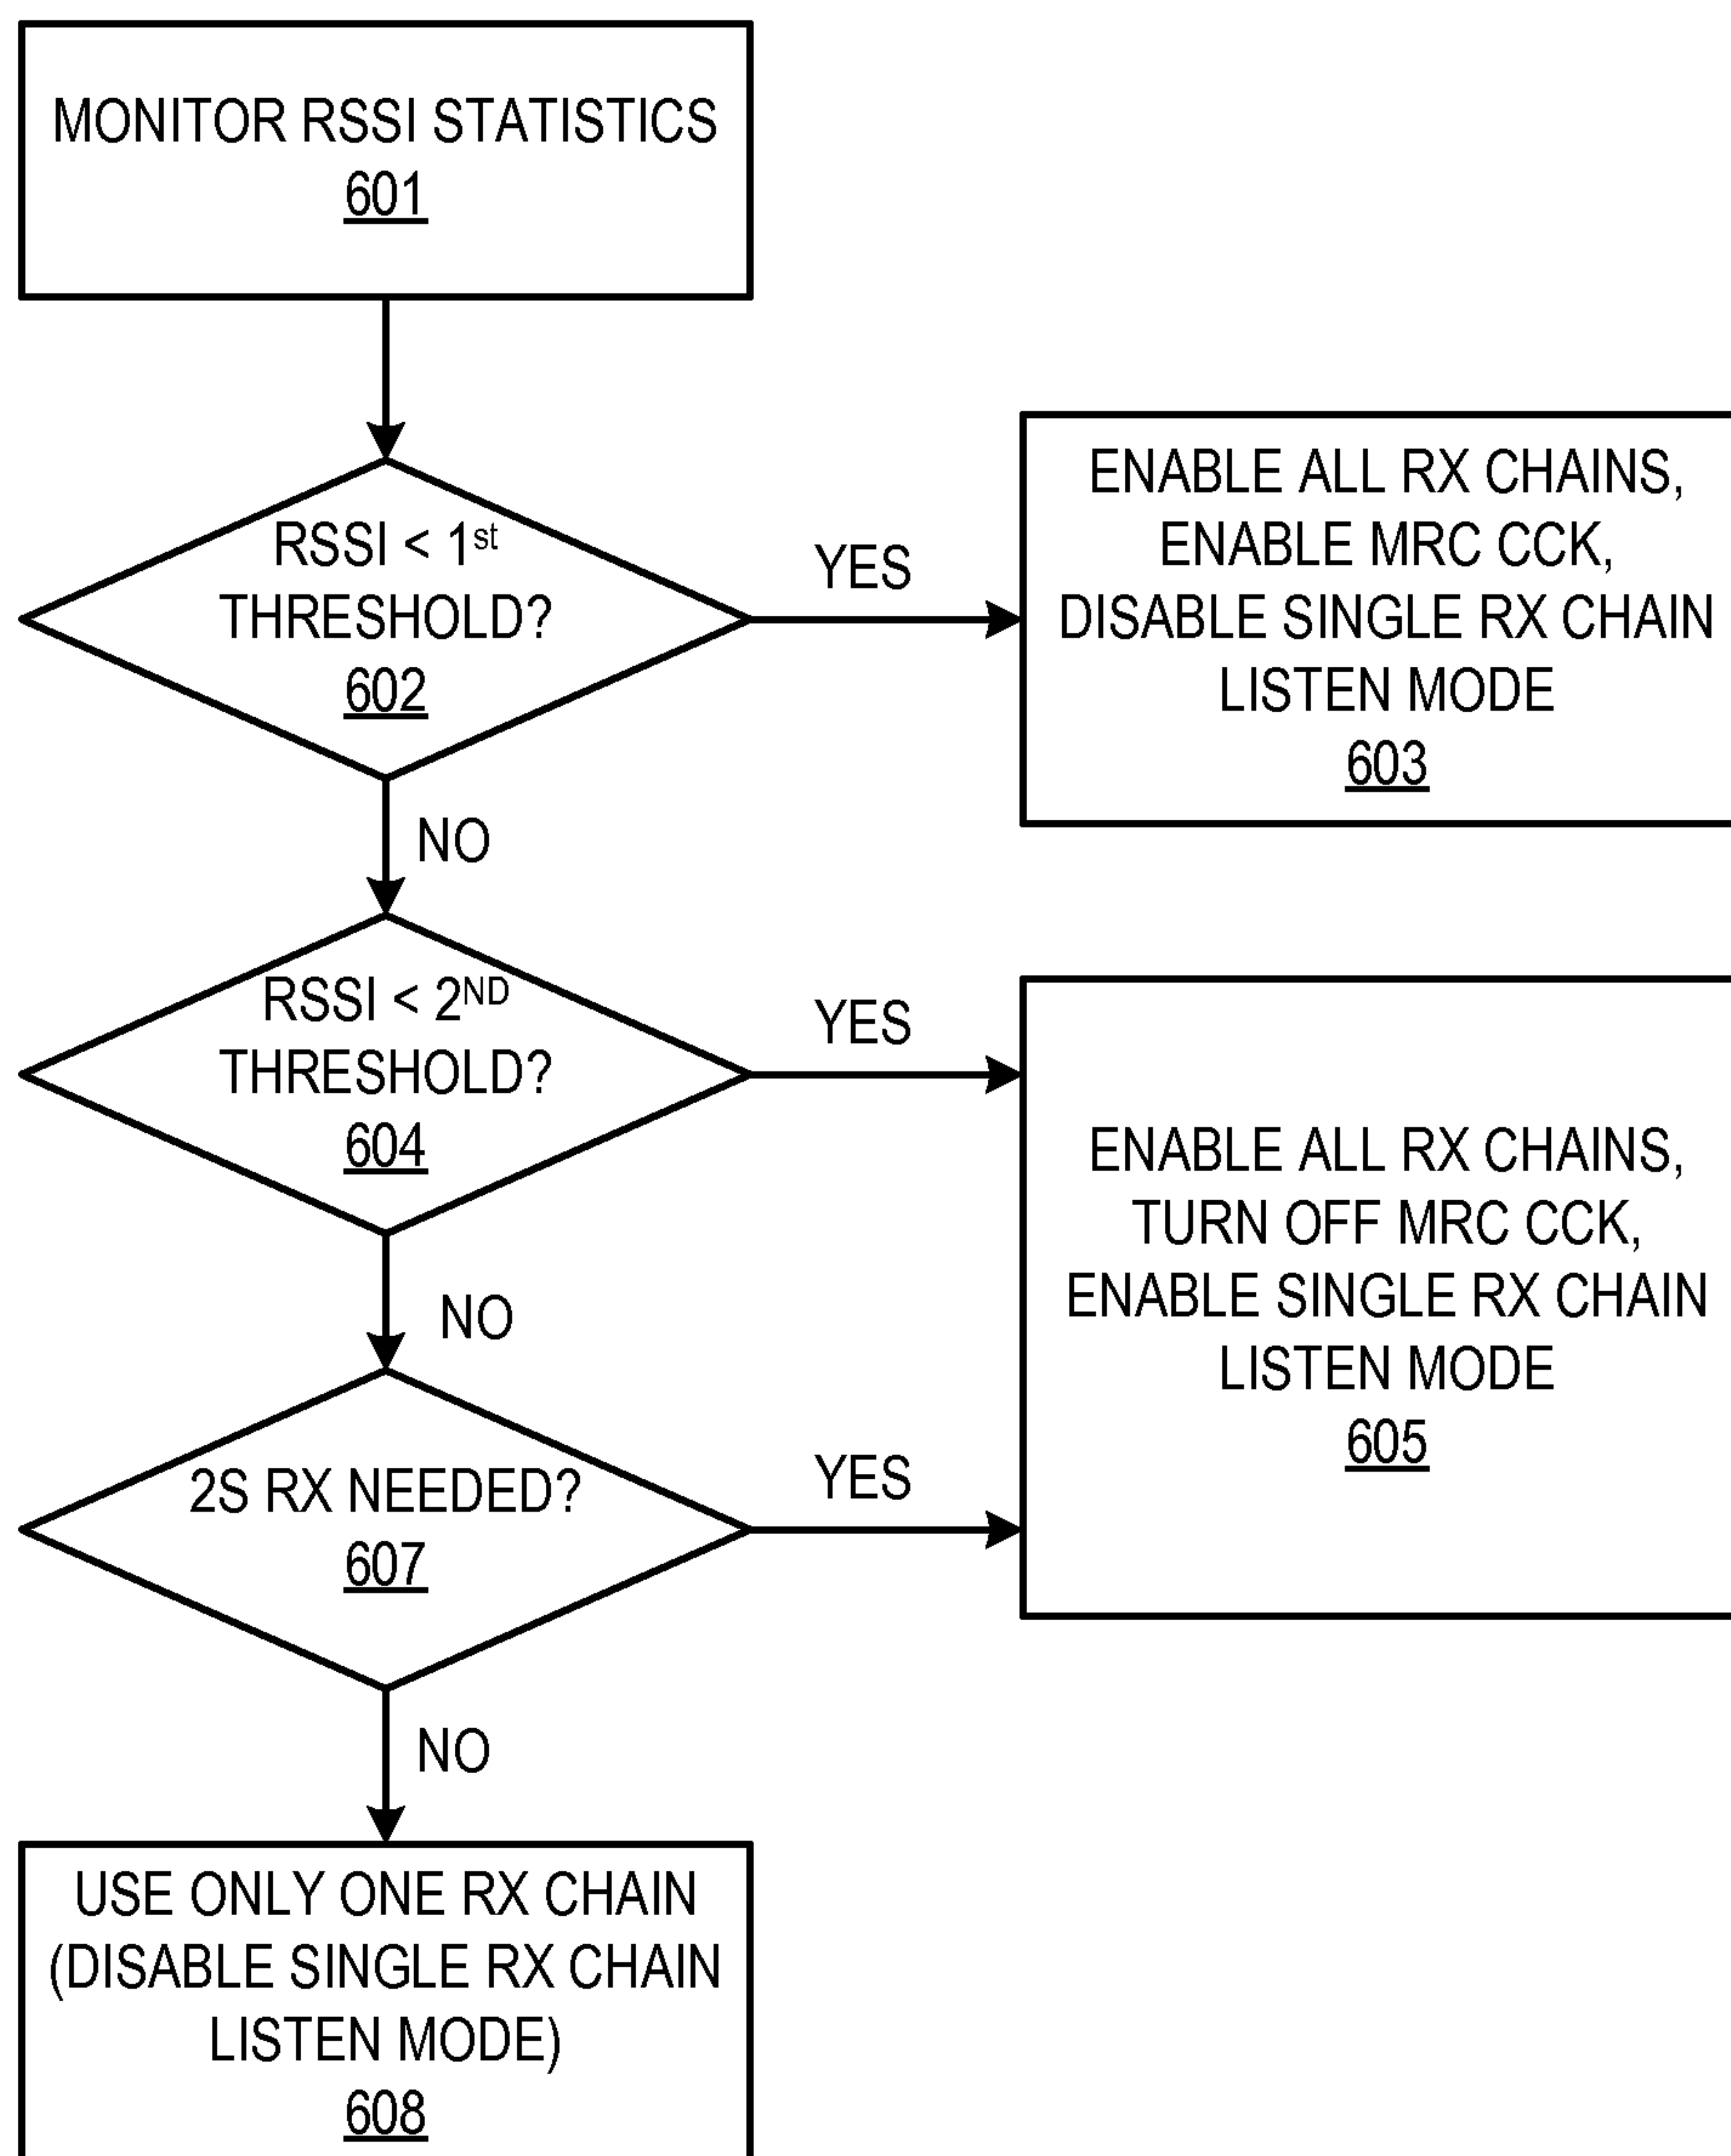 MONITOR RSSI STATISTICS
601
RSSI < 1st
THRESHOLD?
602
YES
ENABLE ALL RX CHAINS,
ENABLE MRC CCK,
DISABLE SINGLE RX CHAIN
LISTEN MODE
603
NO
RSSI < 2ND
THRESHOLD?
604
YES
ENABLE ALL RX CHAINS,
TURN OFF MRC CCK,
ENABLE SINGLE RX CHAIN
LISTEN MODE
605
NO
2S RX NEEDED?
607
YES
NO
USE ONLY ONE RX CHAIN
(DISABLE SINGLE RX CHAIN
LISTEN MODE)
608